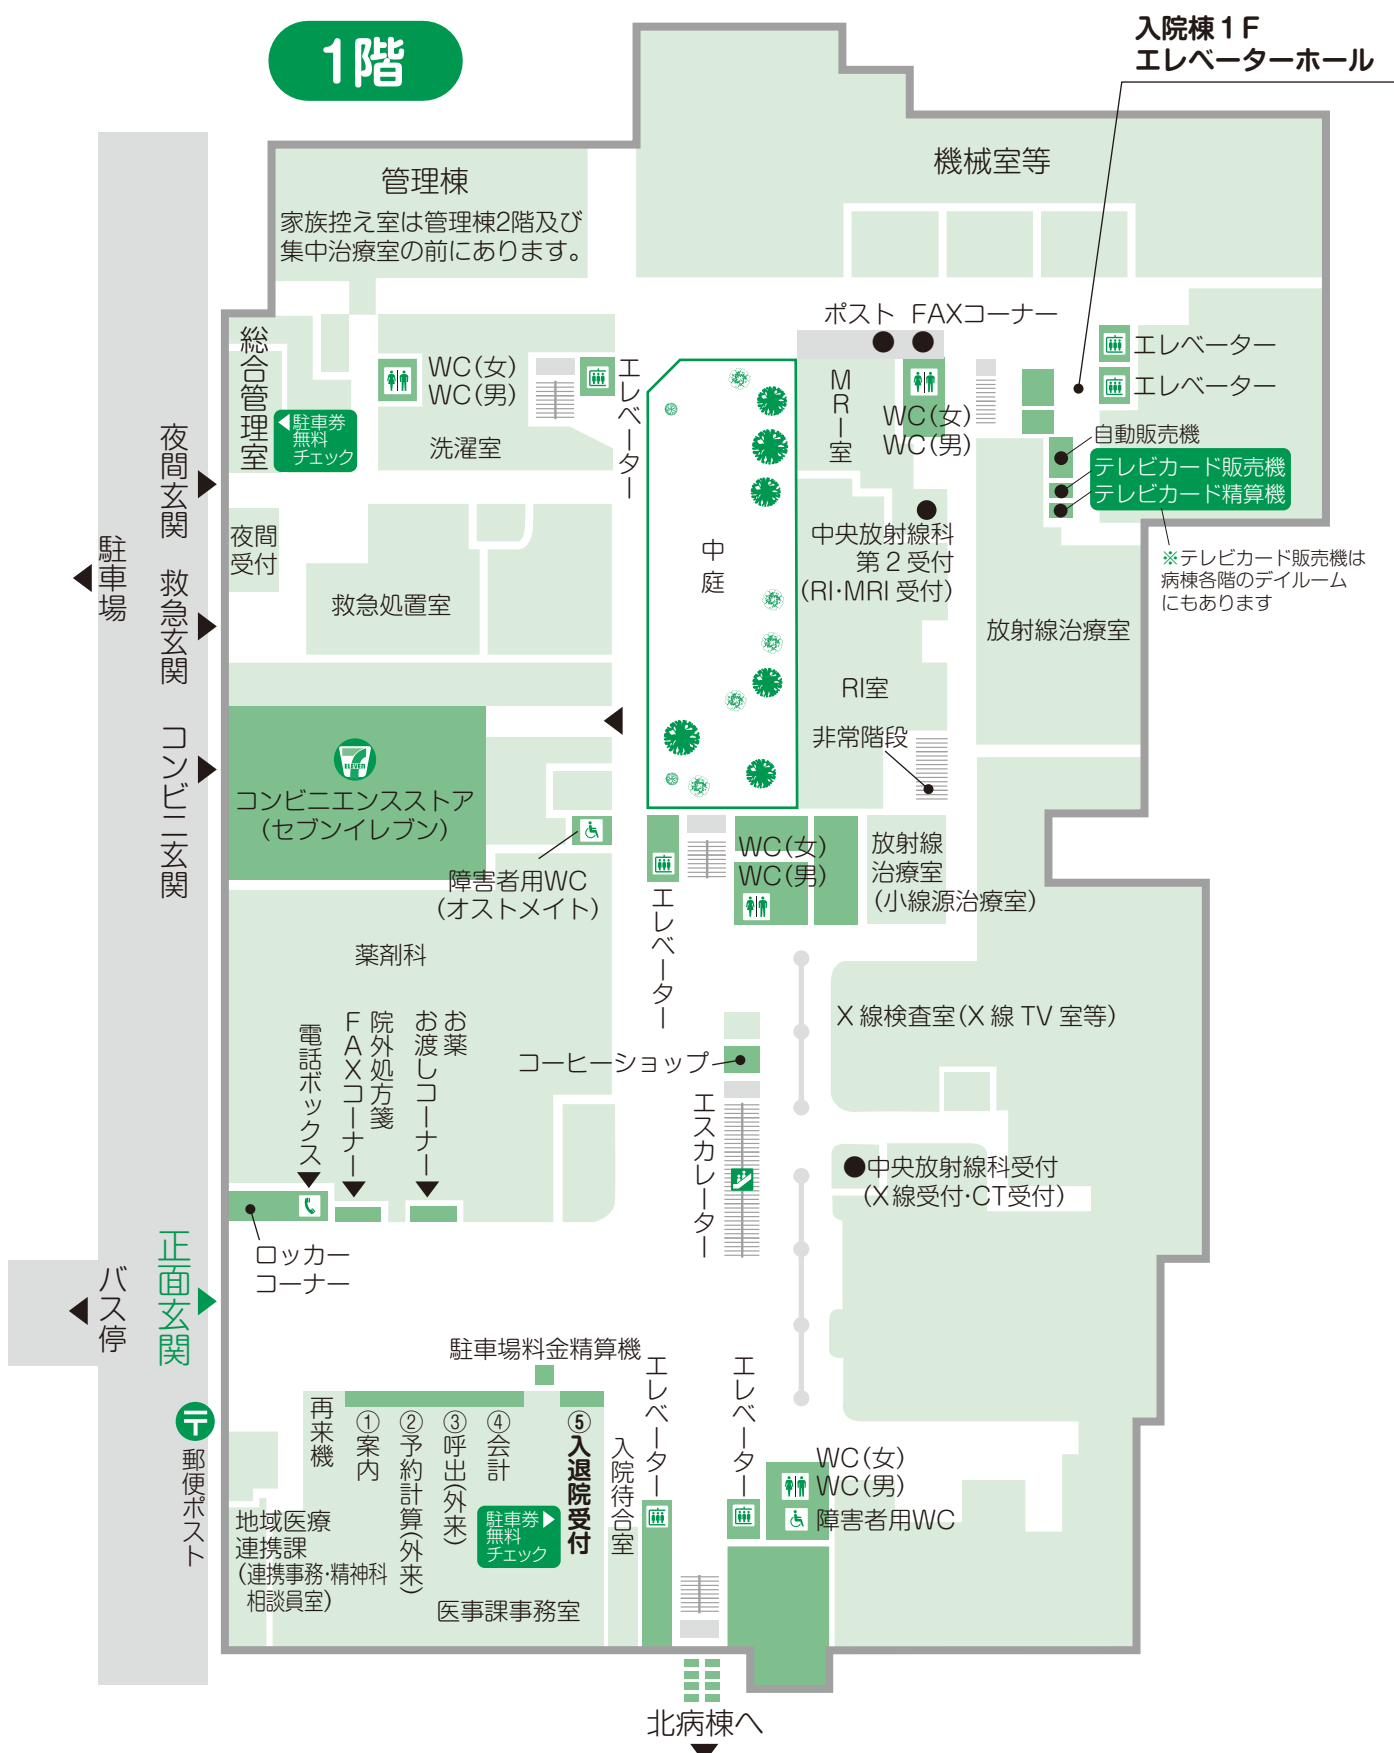 1階
入院棟1F
エレベーターホール
管理棟
家族控え室は管理棟2階及び
集中治療室の前にあります。
機械室等
ポスト
FAXコーナー
総合管理室
駐車券
無料
チェック
WC(女)
WC(男)
洗濯室
エレベーター
MRI室
WC(女)
WC(男)
エレベーター
エレベーター
自動販売機
テレビカード販売機
テレビカード精算機
※テレビカード販売機は
病棟各階のデイルーム
にもあります
夜間玄関
夜間
受付
駐車場
救急玄関
救急処置室
中庭
中央放射線科
第2受付
(RI・MRI受付)
放射線治療室
RI室
非常階段
コンビニ玄関
ELEVEN
コンビニエンスストア
(セブンイレブン)
障害者用WC
(オストメイト)
エレベーター
WC(女)
WC(男)
放射線
治療室
(小線源治療室)
薬剤科
電話ボックス
院外処方箋
FAXコーナー
お薬
お渡しコーナー
コーヒーショップ
エスカレーター
X線検査室(X線TV室等)
中央放射線科受付
(X線受付・CT受付)
ロッカー
コーナー
正面玄関
バス停
郵便ポスト
駐車場料金精算機
再来機
①案内
②予約計算(外来)
③呼出(外来)
④会計
駐車券
無料
チェック
⑤入退院受付
入院待合室
エレベーター
エレベーター
WC(女)
WC(男)
障害者用WC
地域医療
連携課
(連携事務・精神科
相談員室)
医事課事務室
北病棟へ